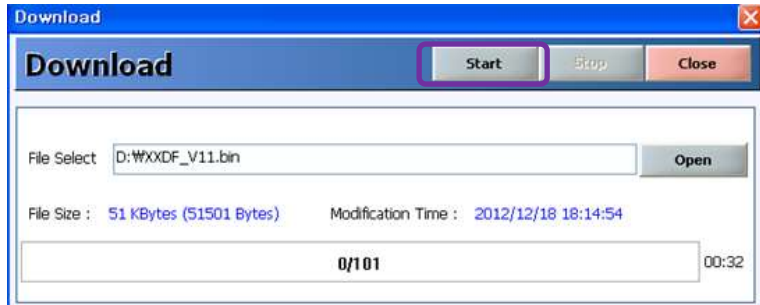 Download
Download
Start Stop Close
File Select D:₩XXDF_V11.bin Open
File Size : 51 KBytes (51501 Bytes) Modification Time : 2012/12/18 18:14:54
0/101 00:32